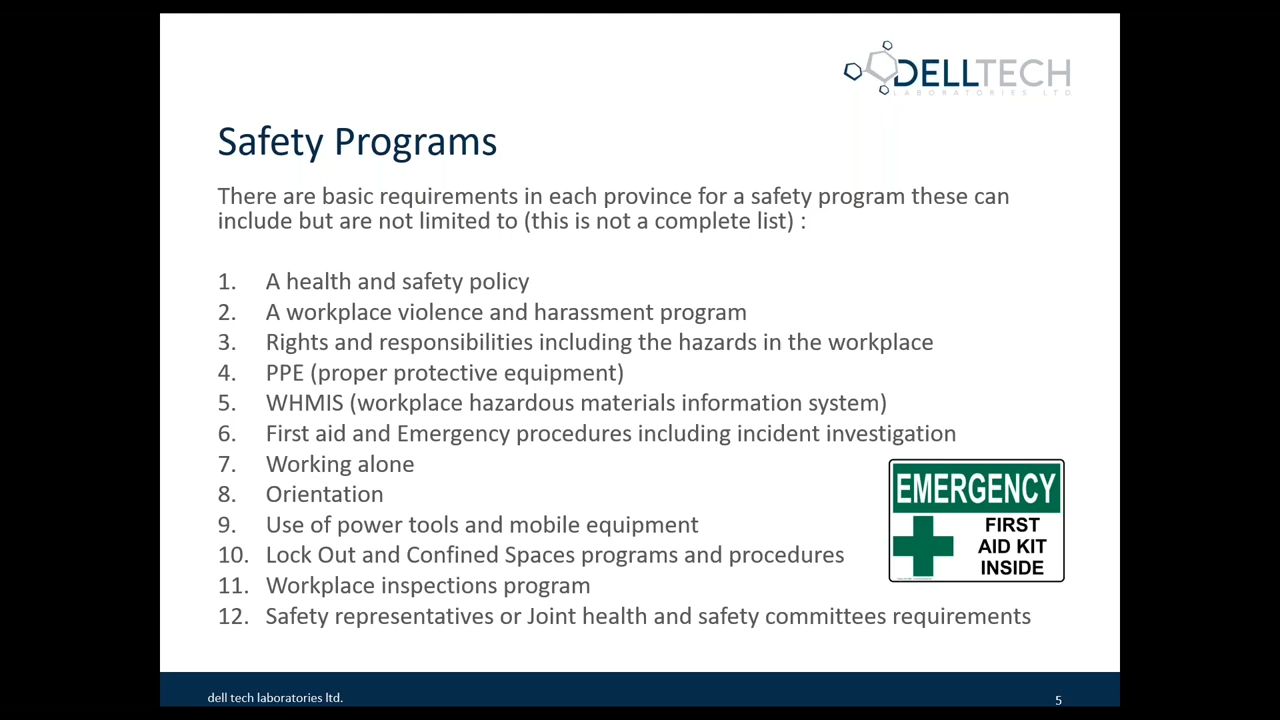 DELLTECH
LABORATORIES LTD.
Safety Programs
There are basic requirements in each province for a safety program these can
include but are not limited to (this is not a complete list) :
1. A health and safety policy
2. A workplace violence and harassment program
3. Rights and responsibilities including the hazards in the workplace
4. PPE (proper protective equipment)
5. WHMIS (workplace hazardous materials information system)
6. First aid and Emergency procedures including incident investigation
7. Working alone
8. Orientation
9. Use of power tools and mobile equipment
10. Lock Out and Confined Spaces programs and procedures
11. Workplace inspections program
12. Safety representatives or Joint health and safety committees requirements
EMERGENCY
FIRST
AID KIT
INSIDE
dell tech laboratories ltd.
5